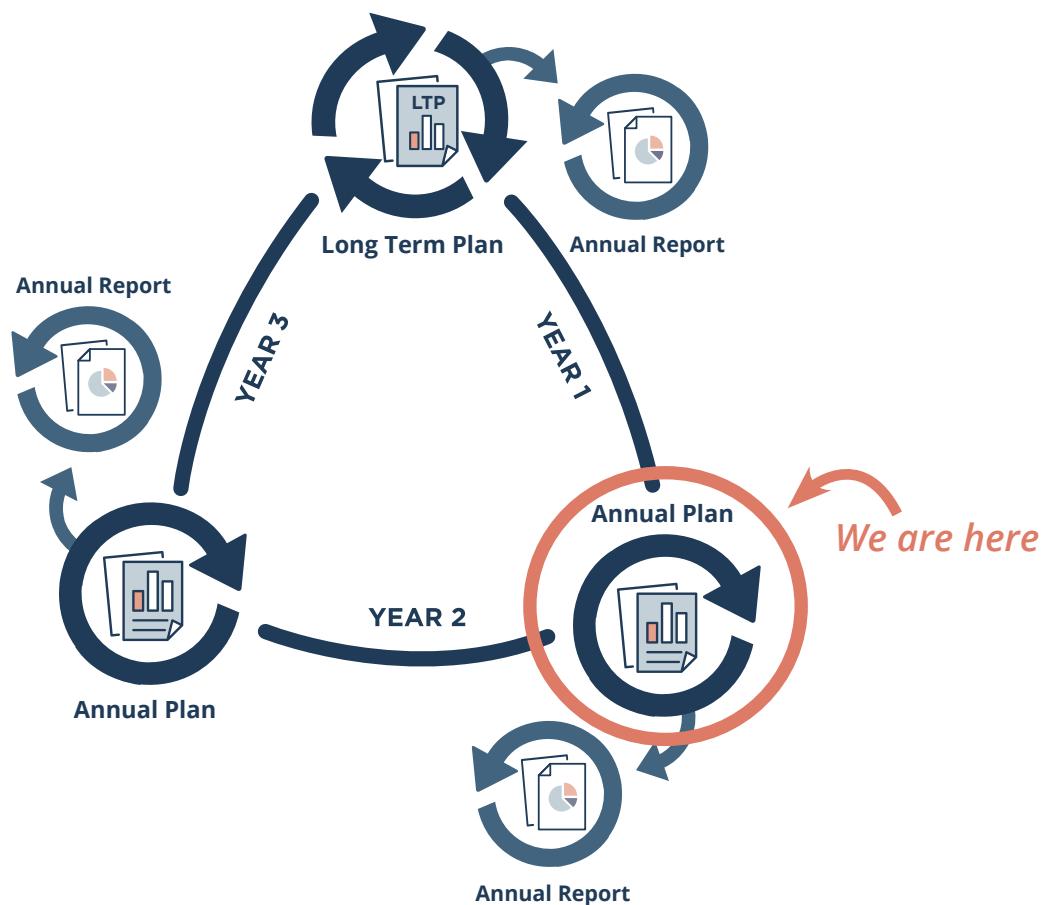 LTP
Long Term Plan
Annual Report
Annual Report
YEAR 3
YEAR 1
Annual Plan
We are here
YEAR 2
Annual Plan
Annual Report